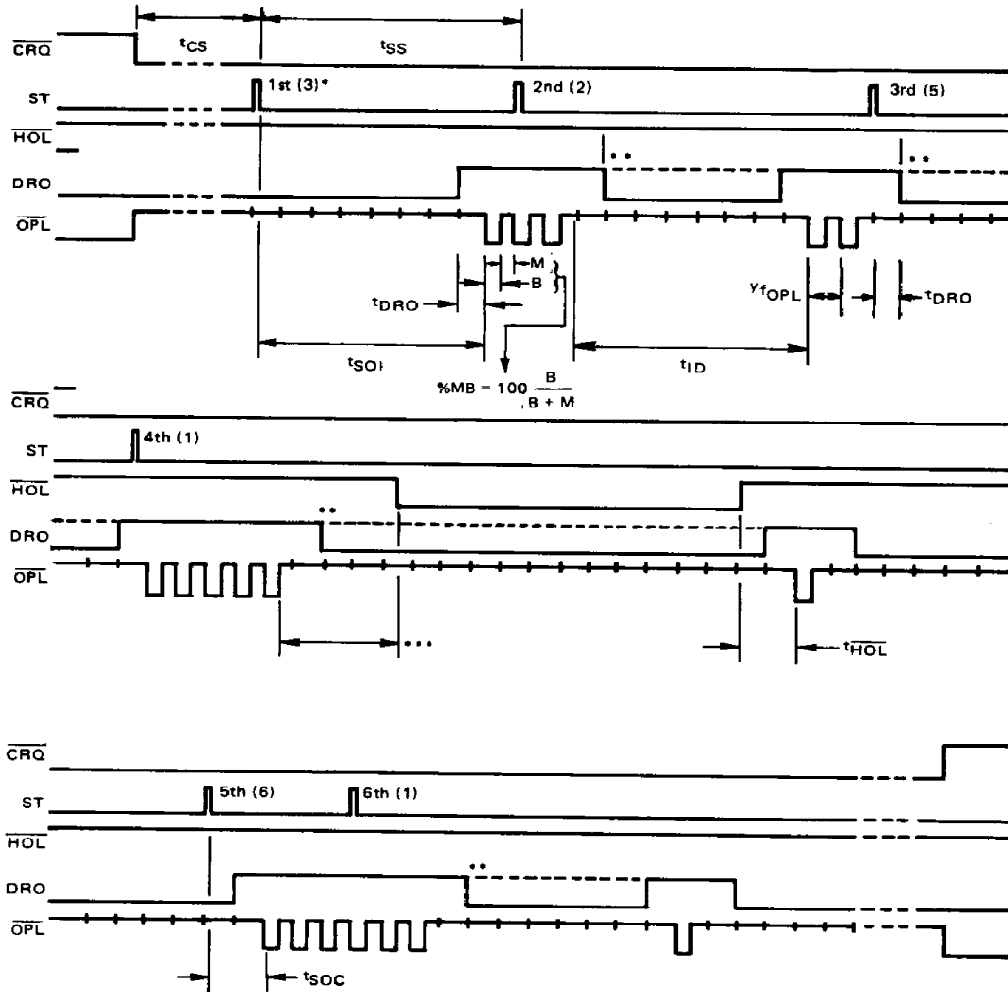 tCS
tSS
CRQ
ST
1st (3)*
2nd (2)
3rd (5)
HOL
DRO
OPL
M
B
tDRO
yfOPL
tDRO
tSOI
tID
%MB – 100 B
B + M
CRQ
ST
4th (1)
HOL
DRO
OPL
tHOL
CRQ
ST
5th (6)
6th (1)
HOL
DRO
OPL
tSOC